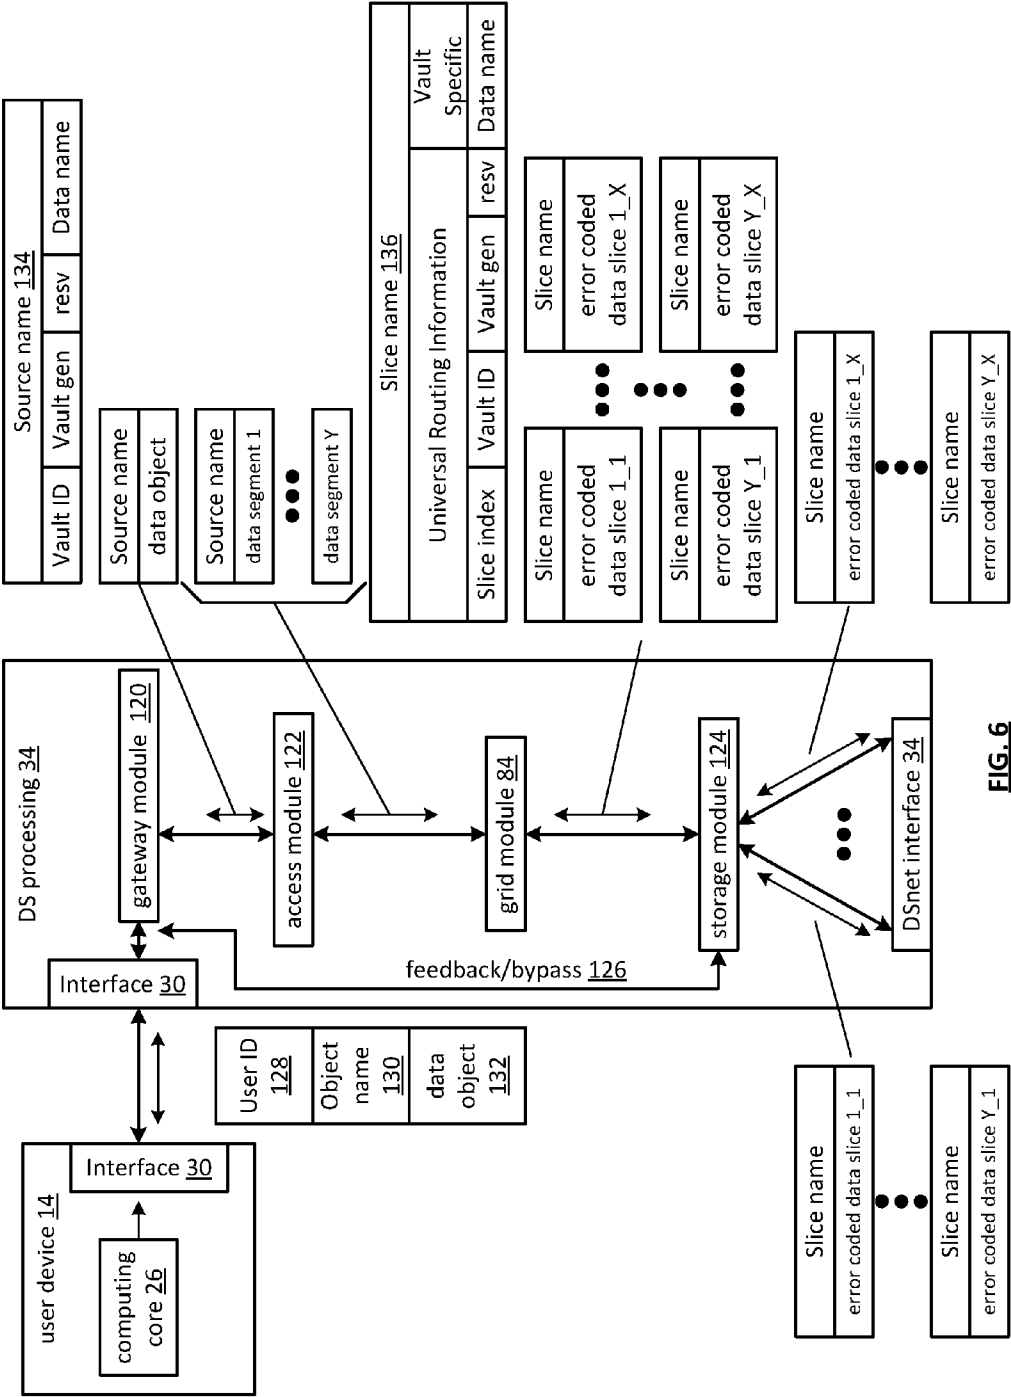 user device 14
computing
core 26
Interface 30
User ID
128
Object
name
130
data
object
132
DS processing 34
Interface 30
gateway module 120
access module 122
grid module 84
storage module 124
feedback/bypass 126
DSnet interface 34
Source name 134
Vault ID
Vault gen
resv
Data name
Source name
data object
Source name
data segment 1
data segment Y
Slice name 136
Universal Routing Information
Vault
Specific
Slice index
Vault ID
Vault gen
resv
Data name
Slice name
error coded
data slice 1_1
Slice name
error coded
data slice 1_X
Slice name
error coded
data slice Y_1
Slice name
error coded
data slice Y_X
Slice name
error coded data slice 1_1
Slice name
error coded data slice Y_1
Slice name
error coded data slice 1_X
Slice name
error coded data slice Y_X
FIG. 6